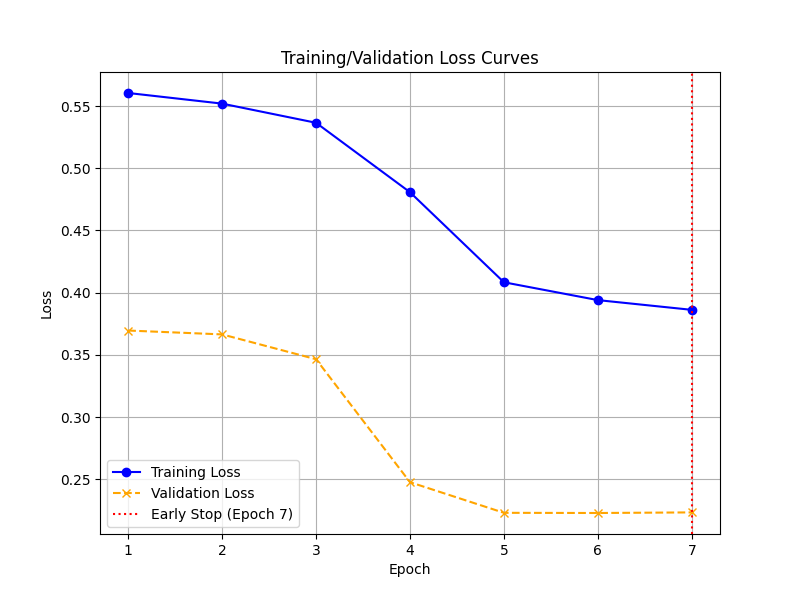 Training/Validation Loss Curves
Loss
0.55
0.50
0.45
0.40
0.35
0.30
0.25
Training Loss
Validation Loss
Early Stop (Epoch 7)
1 2 3 4 5 6 7
Epoch